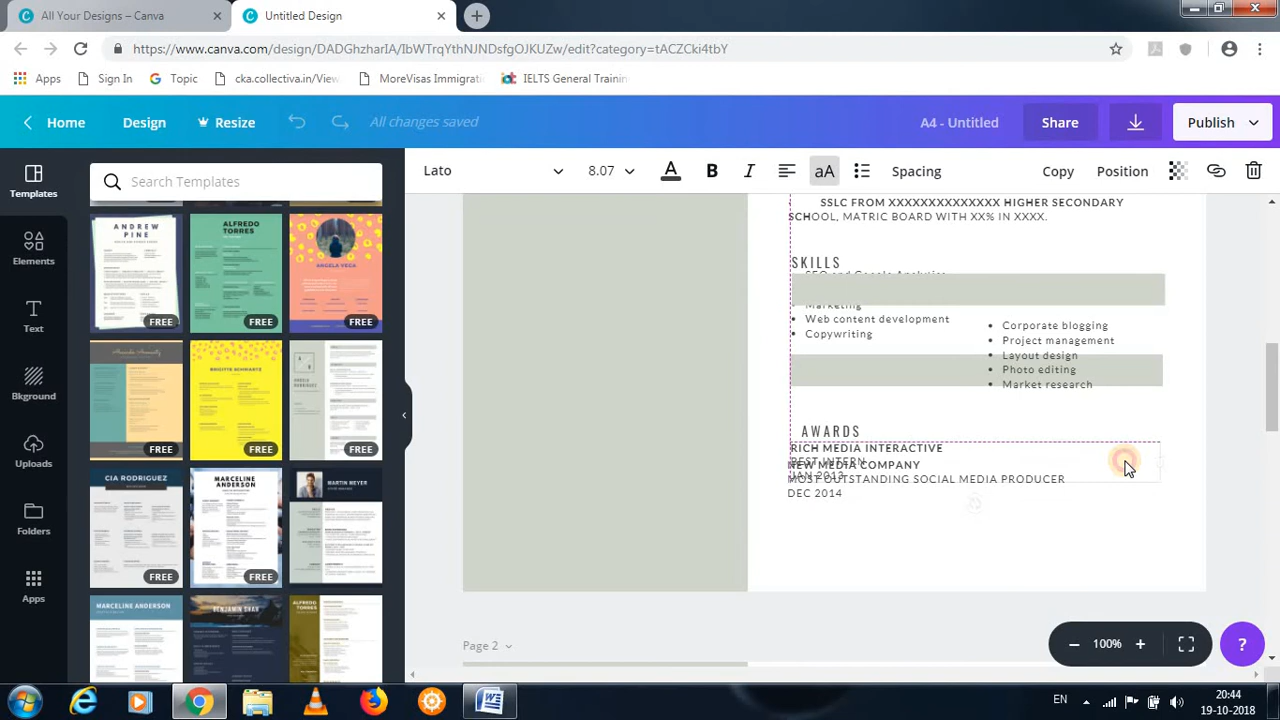 All Your Designs – Canva
Untitled Design
https://www.canva.com/design/DADGhzharIA/IbWTrqYthNJNDsfgOJKUZw/edit?category=tACZCki4tbY
Apps
Sign In
Topic
cka.collectiva.in/View
MoreVisas Immigrati
IELTS General Trainin
Home
Design
Resize
All changes saved
A4 - Untitled
Share
Publish
Templates
Elements
Text
Bkground
Uploads
Folders
Apps
Search Templates
Lato
8.07
A
B
I
aA
Spacing
Copy
Position
ANDREW
PINE
FREE
ALFREDO
TORRES
FREE
ANGELA VEGA
FREE
FREE
BRIGITTE SCHWARTZ
FREE
FREE
CIA RODRIGUEZ
FREE
MARCELINE
ANDERSON
FREE
MARTIN MEYER
MARCELINE ANDERSON
BENJAMIN SHAH
ALFREDO
TORRES
SSLC FROM XXXXXXXXXXXXXX HIGHER SECONDARY
SCHOOL, MATRIC BOARD WITH XX% IN XXXX.
SKILLS
Web content development
Copywriting
Corporate blogging
Project management
Layout design
Photo editing
Market research
AWARDS
RICH MEDIA INTERACTIVE
NEW MEDIA COMPANY
MOST OUTSTANDING SOCIAL MEDIA
DEC
Page 2
100%
?
EN
20:44
19-10-2018